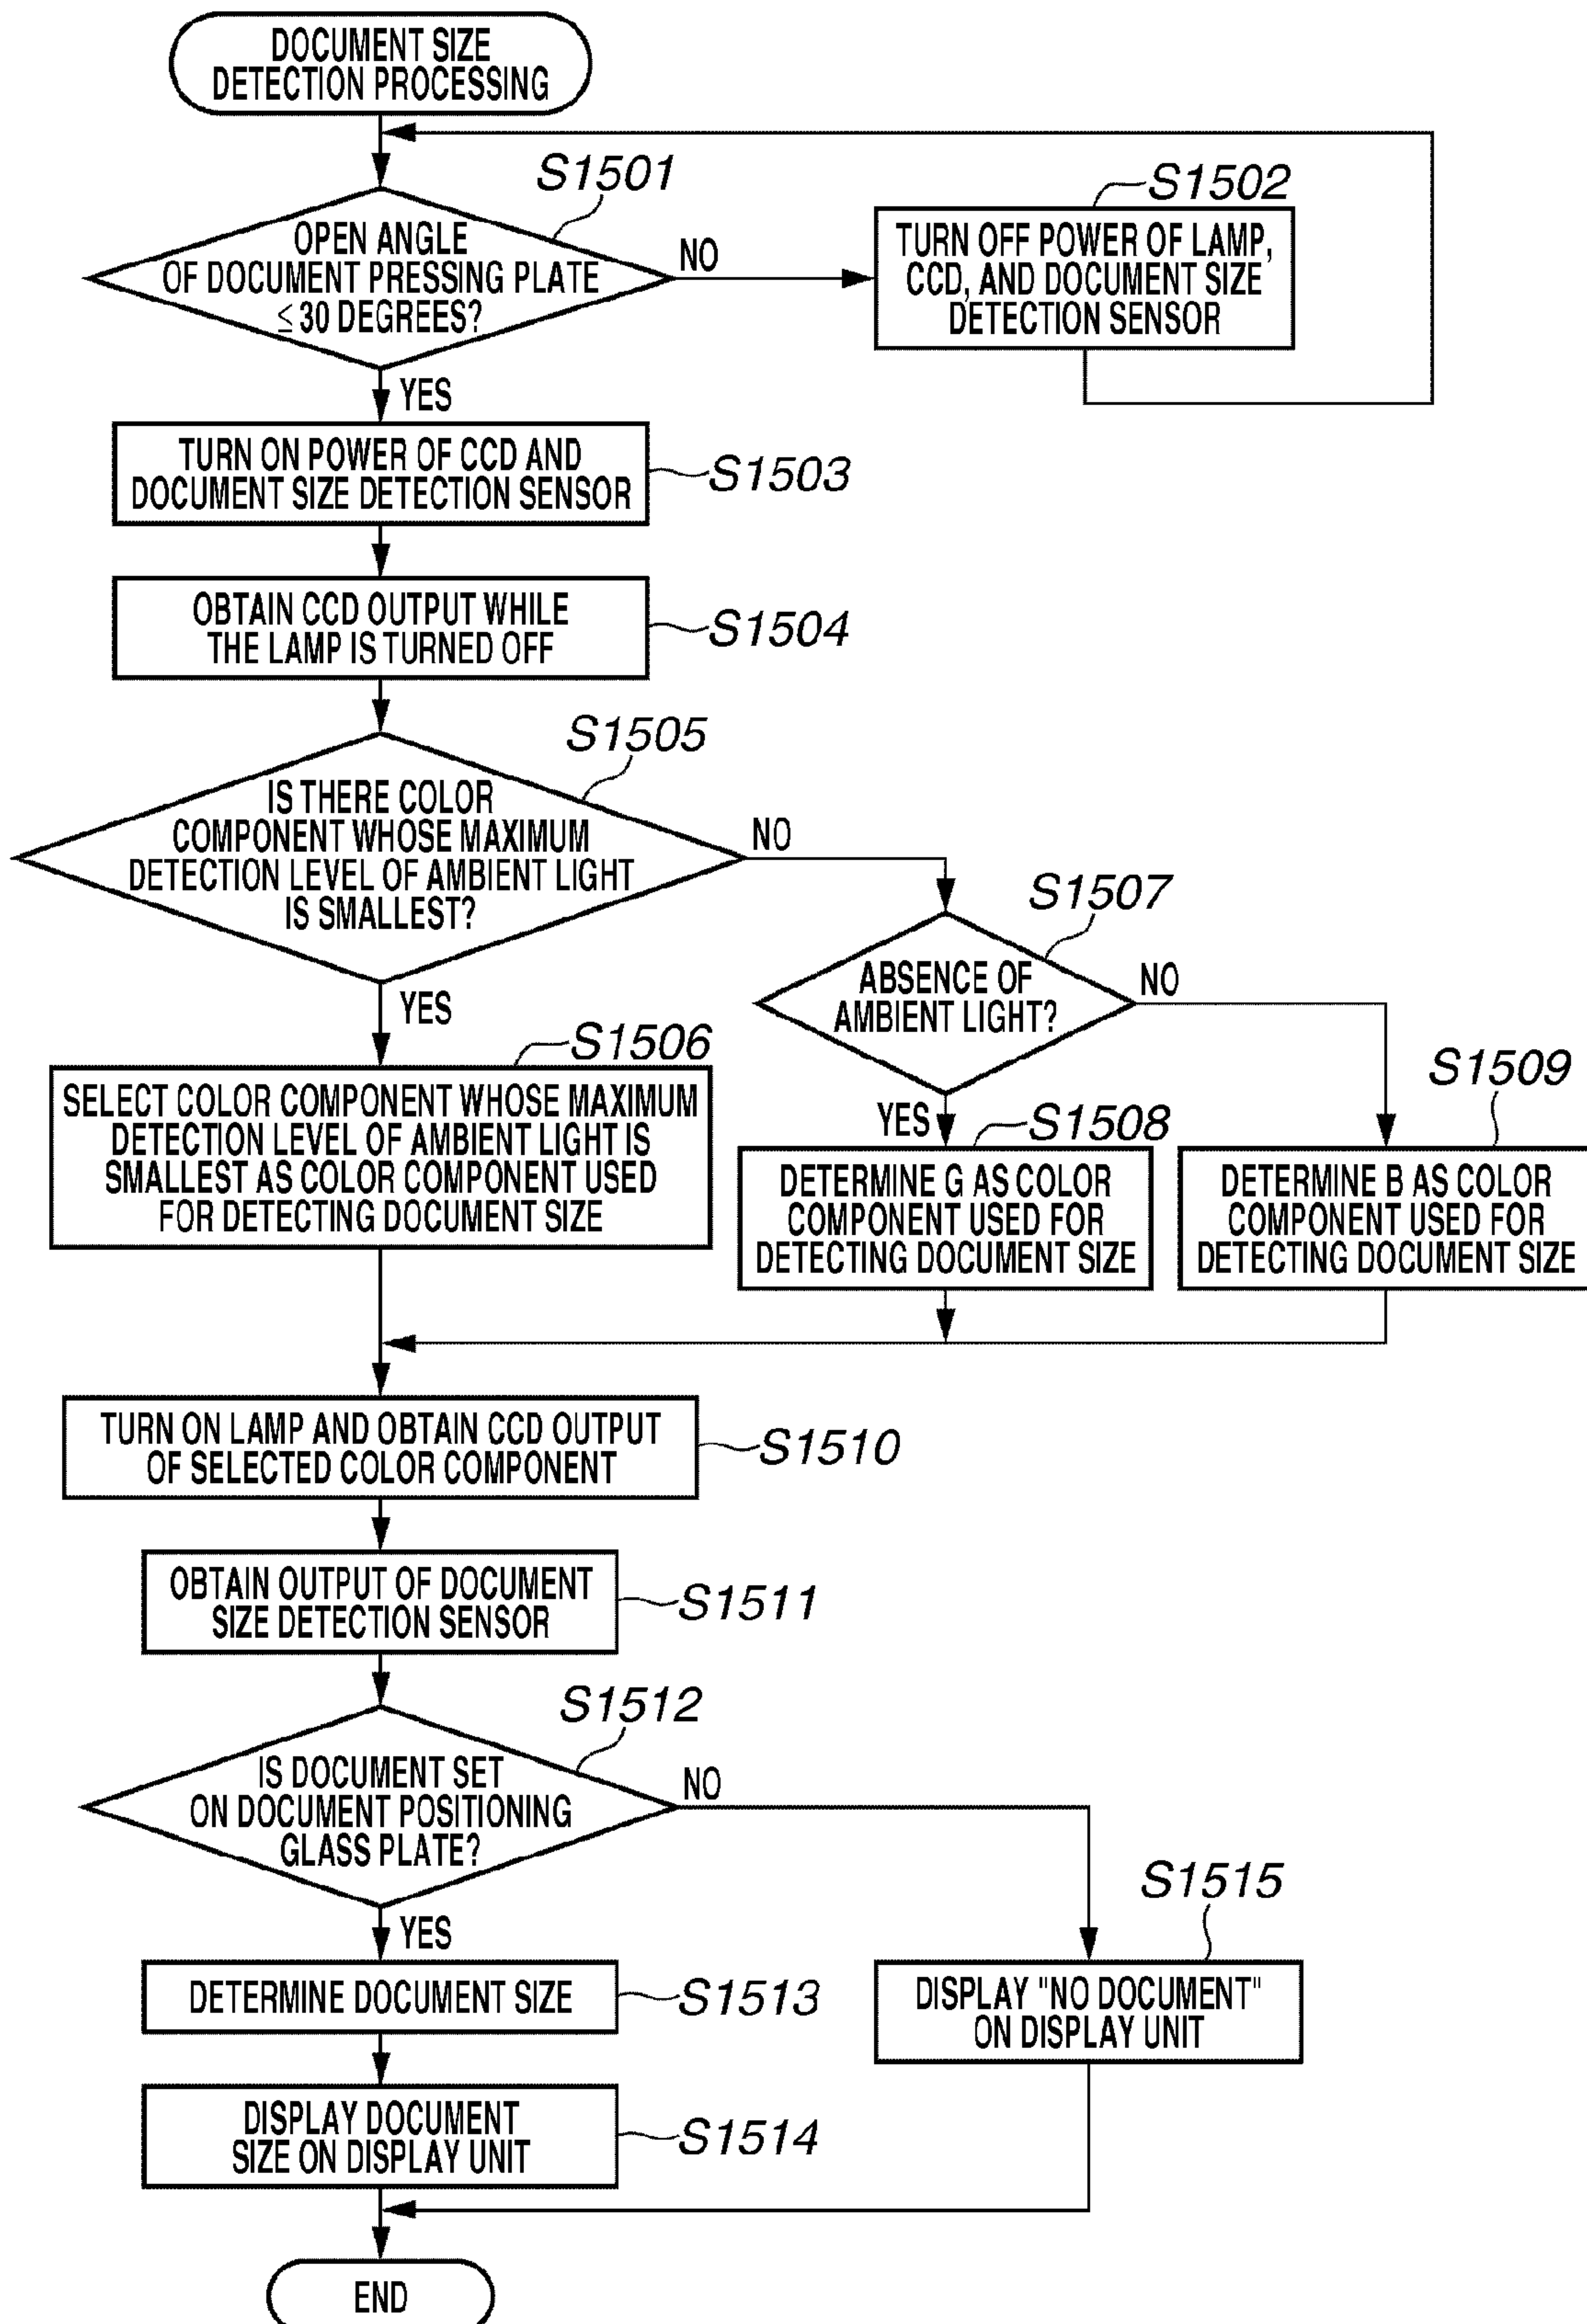 DOCUMENT SIZE
DETECTION PROCESSING
S1501
OPEN ANGLE
OF DOCUMENT PRESSING PLATE
≤ 30 DEGREES?
NO
YES
S1502
TURN OFF POWER OF LAMP,
CCD, AND DOCUMENT SIZE
DETECTION SENSOR
TURN ON POWER OF CCD AND
DOCUMENT SIZE DETECTION SENSOR
S1503
OBTAIN CCD OUTPUT WHILE
THE LAMP IS TURNED OFF
S1504
S1505
IS THERE COLOR
COMPONENT WHOSE MAXIMUM
DETECTION LEVEL OF AMBIENT LIGHT
IS SMALLEST?
NO
YES
S1507
ABSENCE OF
AMBIENT LIGHT?
NO
YES
S1506
SELECT COLOR COMPONENT WHOSE MAXIMUM
DETECTION LEVEL OF AMBIENT LIGHT IS
SMALLEST AS COLOR COMPONENT USED
FOR DETECTING DOCUMENT SIZE
S1508
DETERMINE G AS COLOR
COMPONENT USED FOR
DETECTING DOCUMENT SIZE
S1509
DETERMINE B AS COLOR
COMPONENT USED FOR
DETECTING DOCUMENT SIZE
TURN ON LAMP AND OBTAIN CCD OUTPUT
OF SELECTED COLOR COMPONENT
S1510
OBTAIN OUTPUT OF DOCUMENT
SIZE DETECTION SENSOR
S1511
S1512
IS DOCUMENT SET
ON DOCUMENT POSITIONING
GLASS PLATE?
NO
YES
DETERMINE DOCUMENT SIZE
S1513
S1515
DISPLAY "NO DOCUMENT"
ON DISPLAY UNIT
DISPLAY DOCUMENT
SIZE ON DISPLAY UNIT
S1514
END